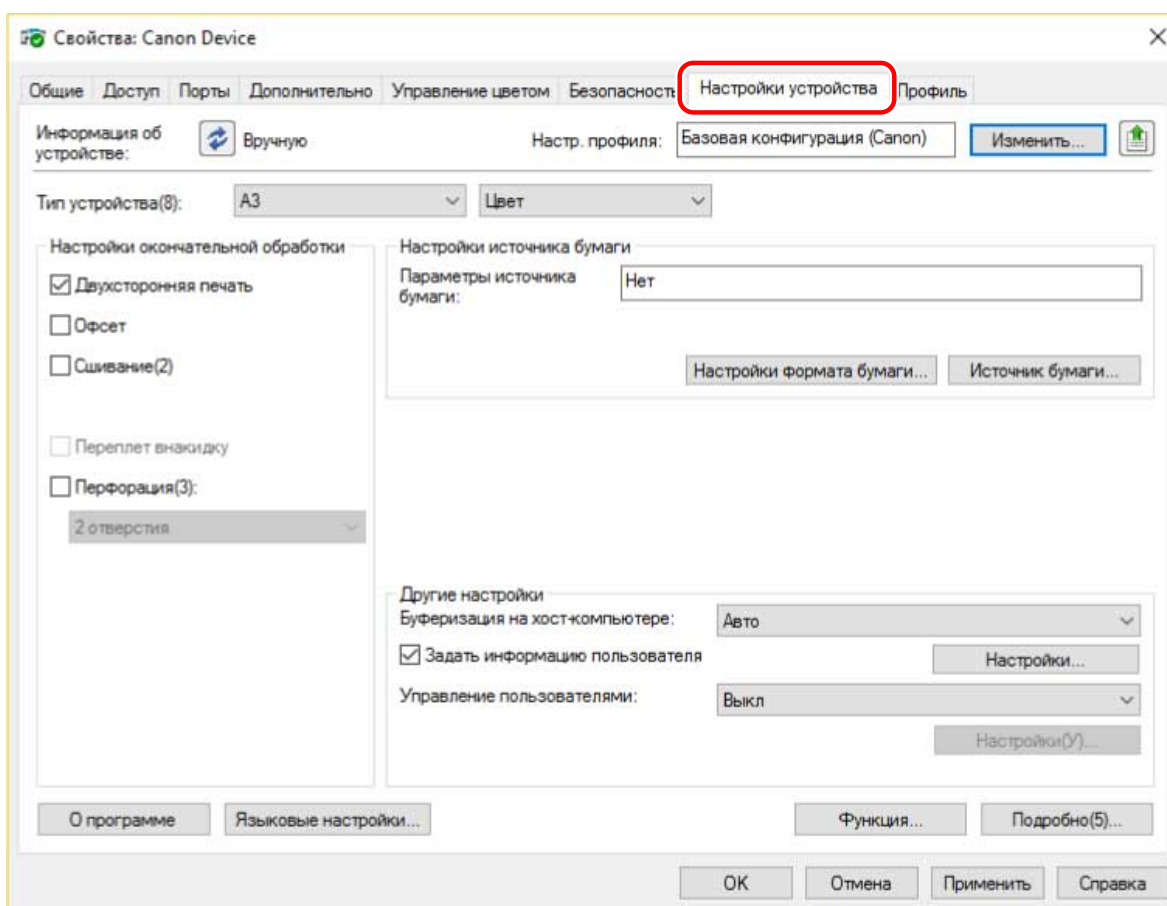 Свойства: Canon Device
Общие Доступ Порты Дополнительно Управление цветом Безопасность Настройки устройства Профиль
Информация об
устройстве:
Вручную
Настр. профиля:
Базовая конфигурация (Canon)
Изменить...
Тип устройства(8):
A3
Цвет
Настройки окончательной обработки
Двухсторонняя печать
Офсет
Сшивание(2)
Переплет внакидку
Перфорация(3):
2 отверстия
Настройки источника бумаги
Параметры источника
бумаги:
Нет
Настройки формата бумаги...
Источник бумаги...
Другие настройки
Буферизация на хост-компьютере:
Авто
Задать информацию пользователя
Настройки...
Управление пользователями:
Выкл
Настройки(У)...
О программе
Языковые настройки...
Функция...
Подробно(5)...
OK
Отмена
Применить
Справка